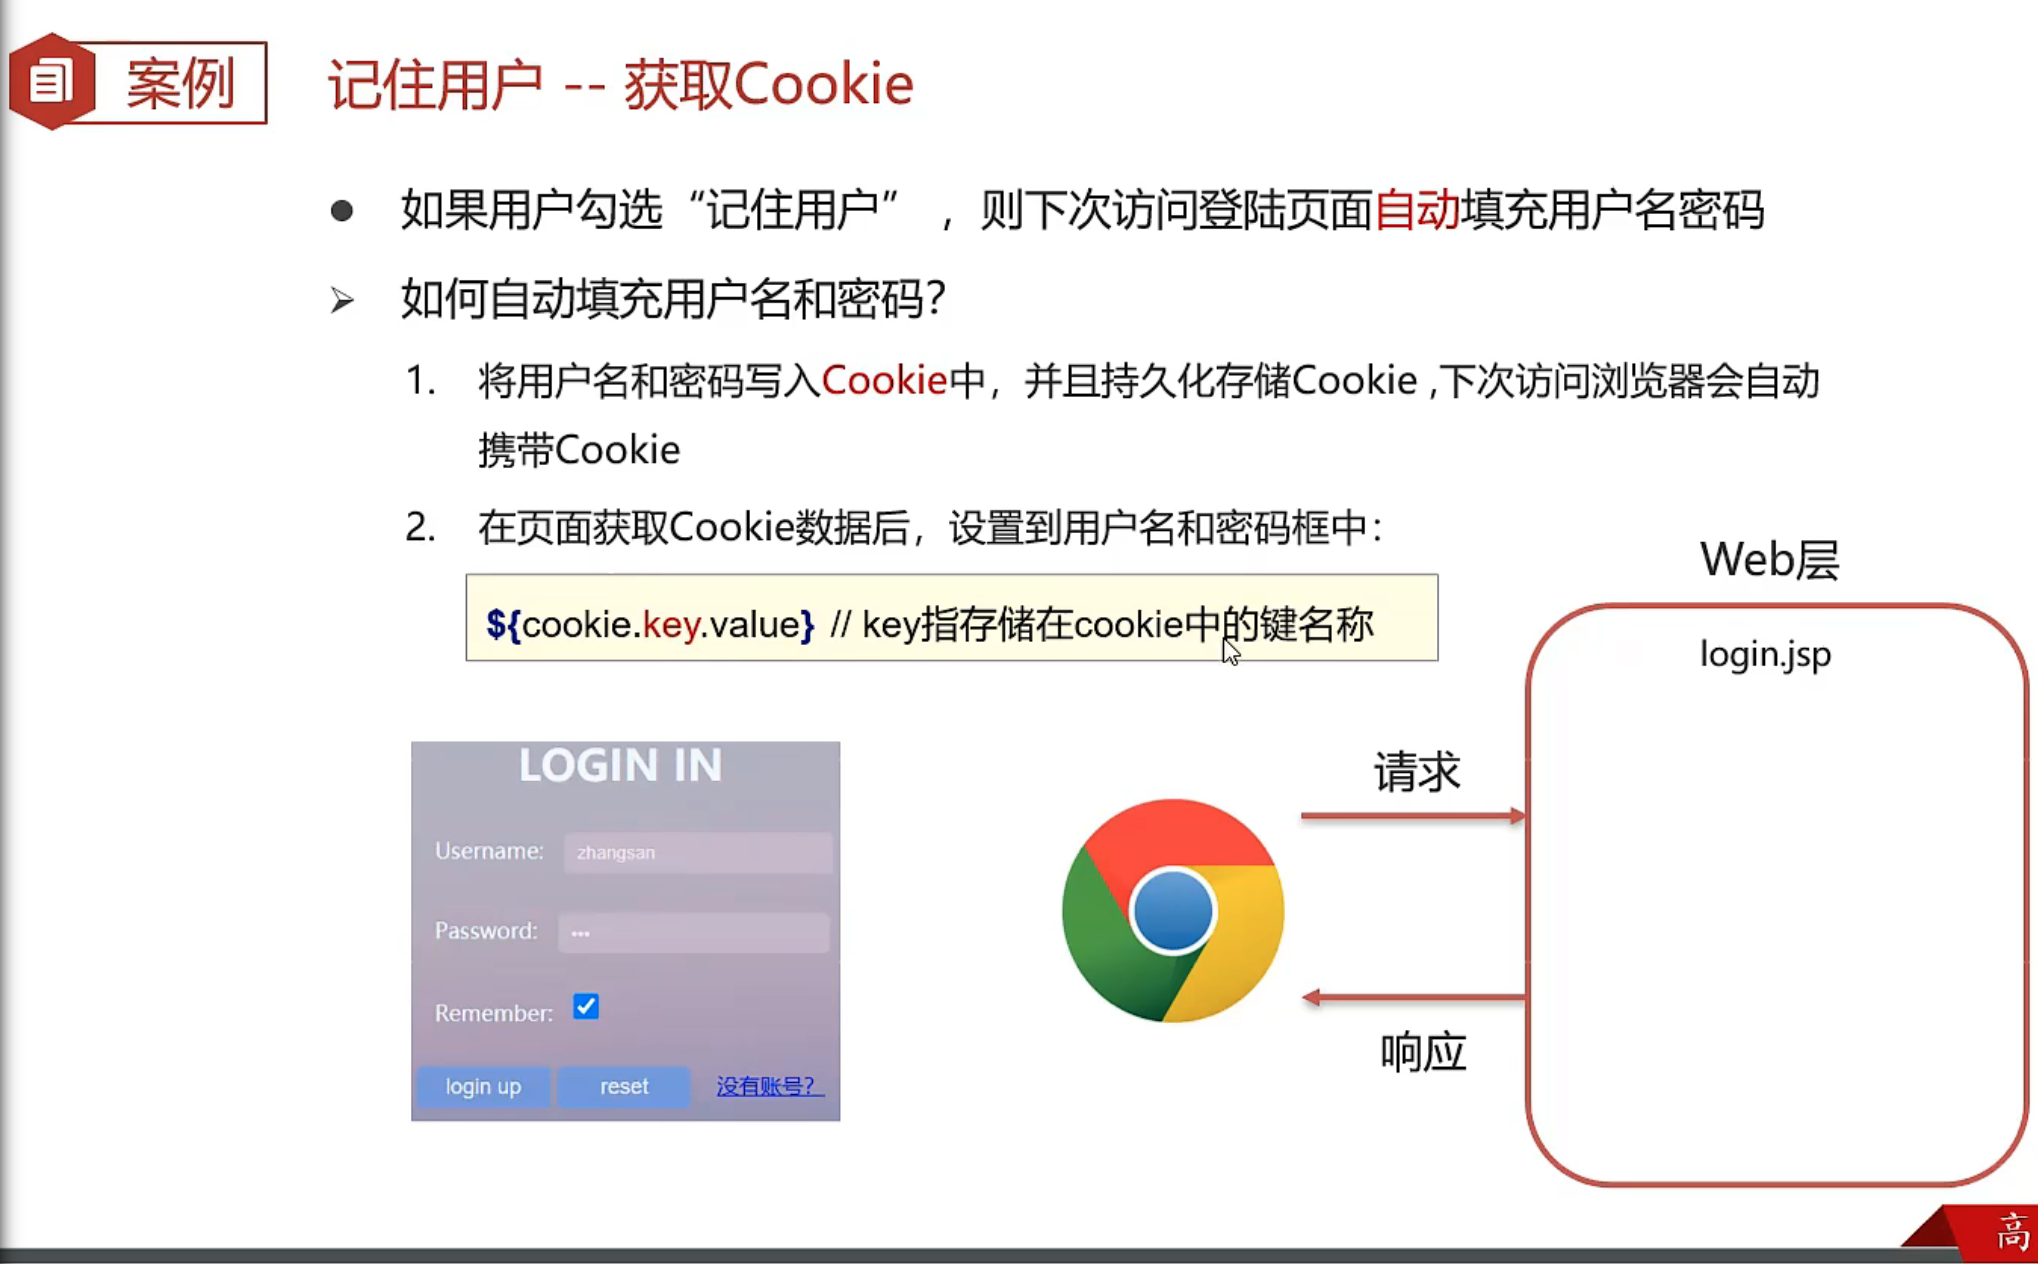 案例
记住用户 -- 获取Cookie
● 如果用户勾选“记住用户” ，则下次访问登陆页面自动填充用户名密码
➢ 如何自动填充用户名和密码?
1. 将用户名和密码写入Cookie中，并且持久化存储Cookie ,下次访问浏览器会自动
携带Cookie
2. 在页面获取Cookie数据后，设置到用户名和密码框中：
${cookie.key.value} // key指存储在cookie中的键名称
Web层
login.jsp
LOGIN IN
Username: zhangsan
Password: •••
Remember:
login up reset 没有账号？
请求
响应
高